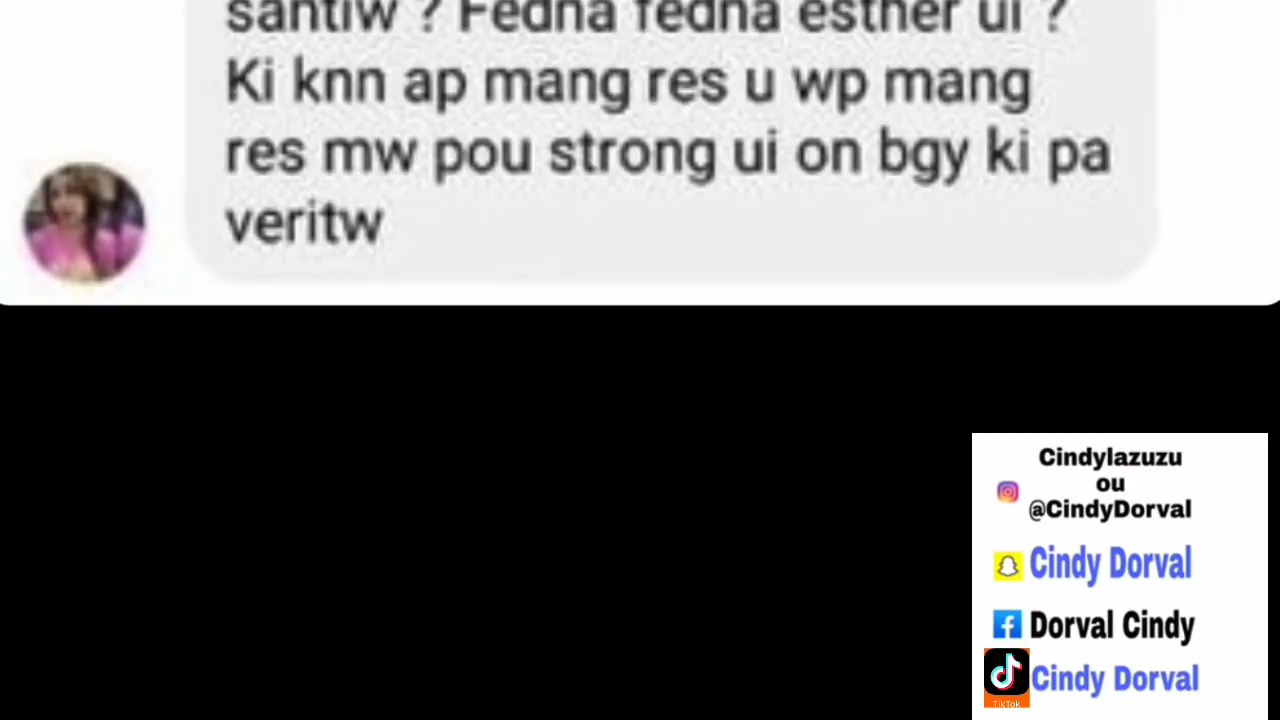 santiw ? Fedna fedna esther ui ?
Ki knn ap mang res u wp mang
res mw pou strong ui on bgy ki pa
veritw
Cindylazuzu
ou
@CindyDorval
Cindy Dorval
Dorval Cindy
Cindy Dorval
TikTok